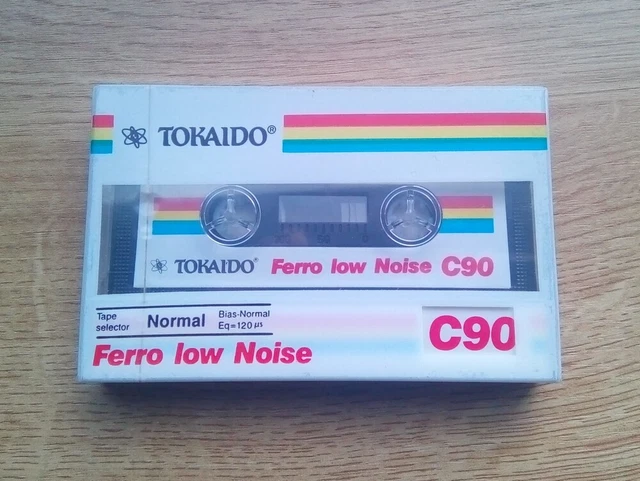 TOKAIDO®
TOKAIDO® Ferro low Noise C90
Tape selector Normal Bias-Normal Eq=120 µs
Ferro low Noise
C90